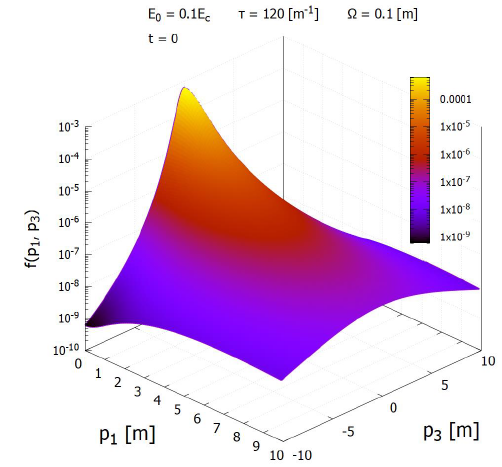 E₀ = 0.1E_c τ = 120 [m⁻¹] Ω = 0.1 [m]
t = 0
0.0001
1x10⁻⁵
1x10⁻⁶
1x10⁻⁷
1x10⁻⁸
1x10⁻⁹
10⁻³
10⁻⁴
10⁻⁵
10⁻⁶
10⁻⁷
10⁻⁸
10⁻⁹
10⁻¹⁰
f(p₁, p₃)
0
1
2
3
4
5
6
7
8
9
10
p₁ [m]
-10
-5
0
5
10
p₃ [m]